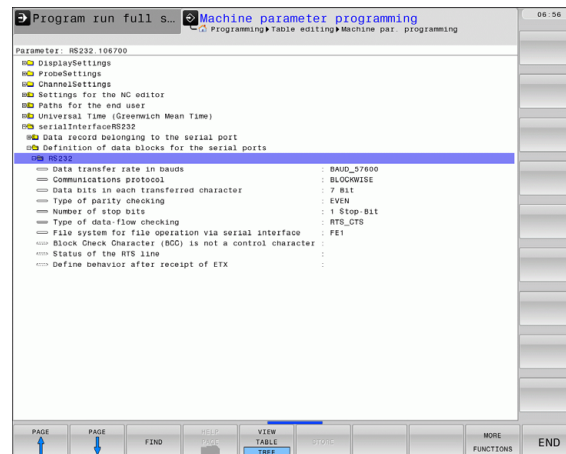 Program run full s…
Machine parameter programming
Programming▶Table editing▶Machine par. programming
06:56
Parameter: RS232.106700
DisplaySettings
ProbeSettings
ChannelSettings
Settings for the NC editor
Paths for the end user
Universal Time (Greenwich Mean Time)
serialInterfaceRS232
Data record belonging to the serial port
Definition of data blocks for the serial ports
RS232
Data transfer rate in bauds : BAUD_57600
Communications protocol : BLOCKWISE
Data bits in each transferred character : 7 Bit
Type of parity checking : EVEN
Number of stop bits : 1 Stop-Bit
Type of data-flow checking : RTS_CTS
File system for file operation via serial interface : FE1
Block Check Character (BCC) is not a control character :
Status of the RTS line :
Define behavior after receipt of ETX :
PAGE
PAGE
FIND
HELP
VIEW
TABLE
TREE
MORE
FUNCTIONS
END